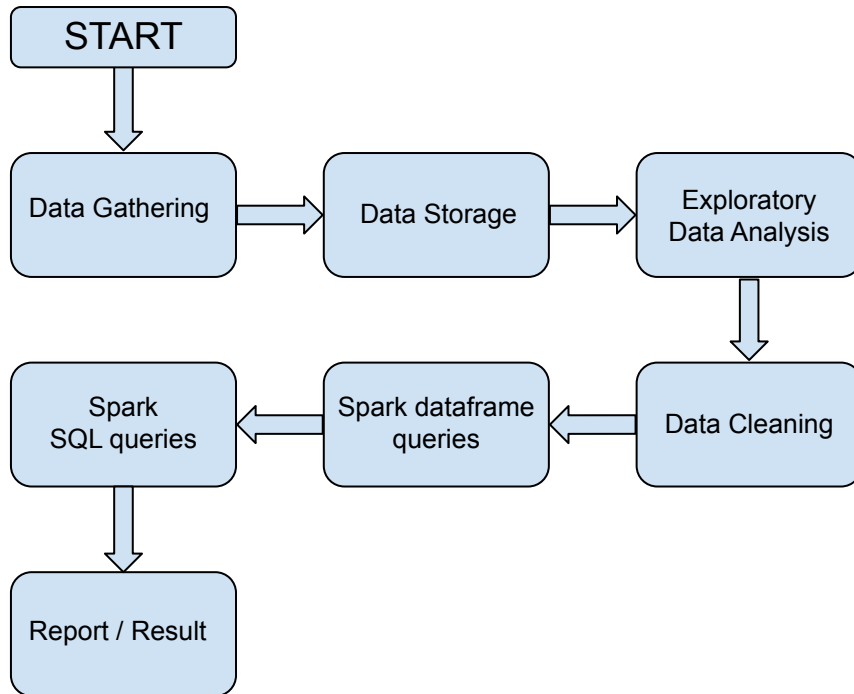 START
Data Gathering
Data Storage
Exploratory
Data Analysis
Data Cleaning
Spark dataframe
queries
Spark
SQL queries
Report / Result